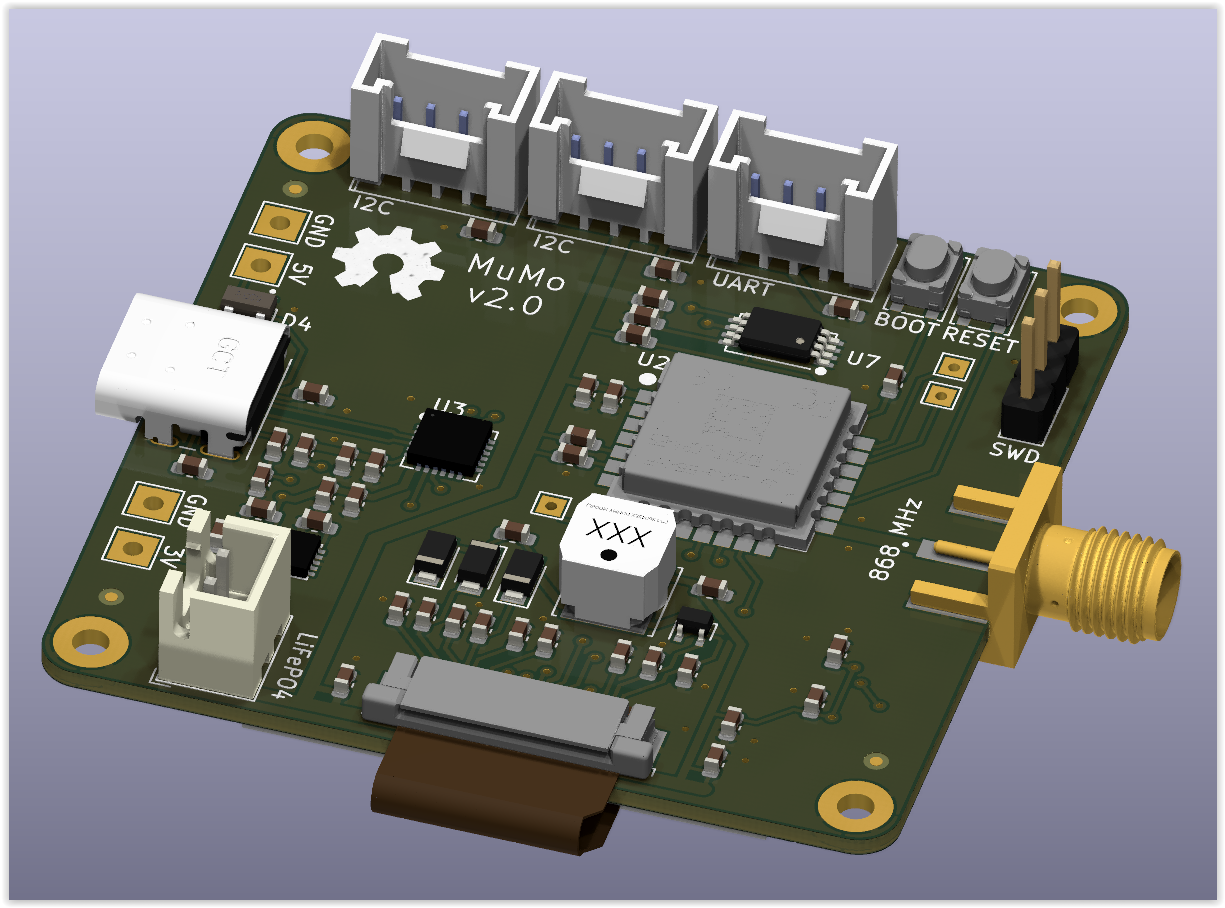 I2C
I2C
UART
GND
5V
MuMo
v2.0
D4
BOOT
RESET
U7
U2
U3
SWD
GND
XXX
868 MHz
LiFePO4